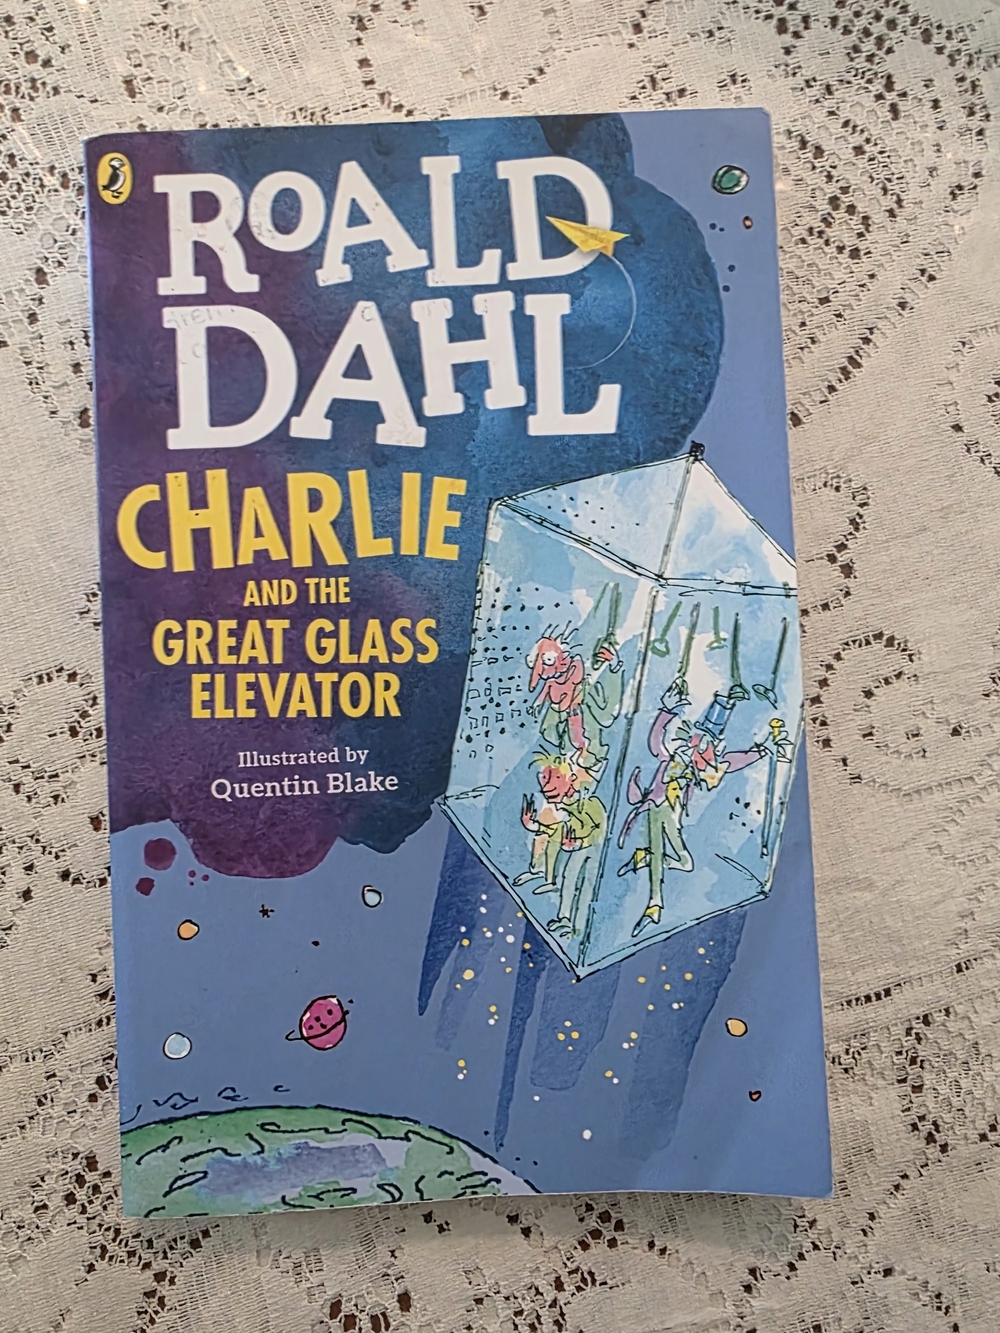 ROALD
DAHL
CHARLIE
AND THE
GREAT GLASS
ELEVATOR
Illustrated by
Quentin Blake